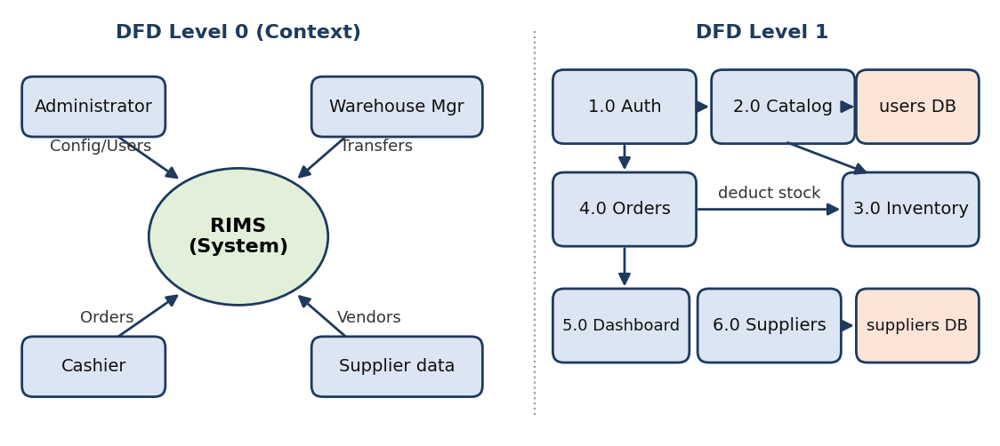 DFD Level 0 (Context)
Administrator
Warehouse Mgr
Config/Users
Transfers
RIMS
(System)
Orders
Vendors
Cashier
Supplier data
DFD Level 1
1.0 Auth
2.0 Catalog
users DB
4.0 Orders
deduct stock
3.0 Inventory
5.0 Dashboard
6.0 Suppliers
suppliers DB